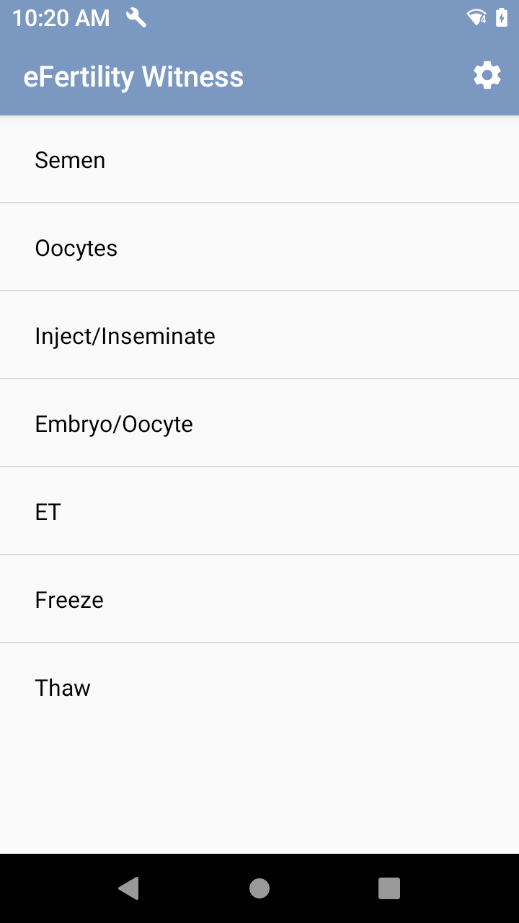 10:20 AM
eFertility Witness
Semen
Oocytes
Inject/Inseminate
Embryo/Oocyte
ET
Freeze
Thaw